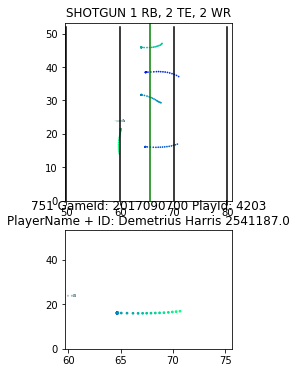 SHOTGUN 1 RB, 2 TE, 2 WR
50
40
30
20
10
0
50 60 70 80
751 GameId: 2017090700 PlayId: 4203
PlayerName + ID: Demetrius Harris 2541187.0
40
20
0
60 65 70 75